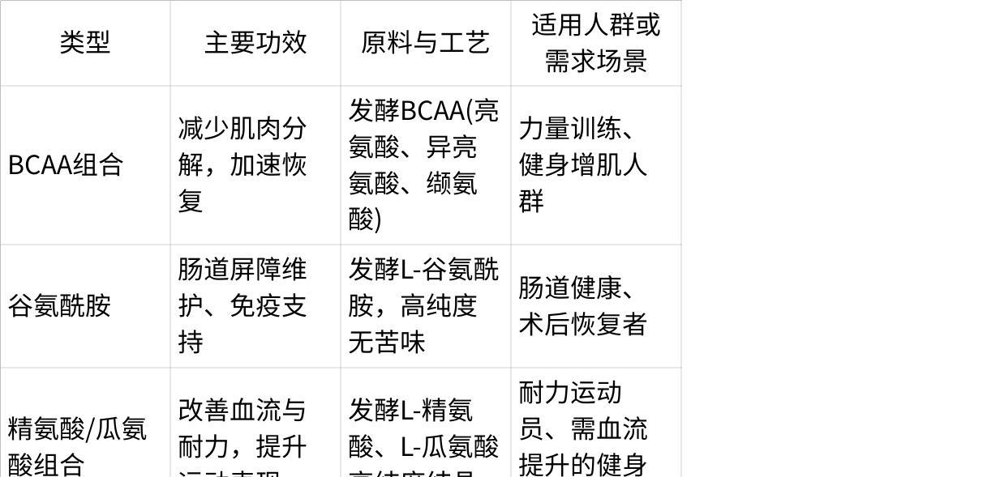 类型
主要功效
原料与工艺
适用人群或
需求场景
BCAA组合
减少肌肉分
解，加速恢
复
发酵BCAA(亮
氨酸、异亮
氨酸、缬氨
酸)
力量训练、
健身增肌人
群
谷氨酰胺
肠道屏障维
护、免疫支
持
发酵L-谷氨酰
胺，高纯度
无苦味
肠道健康、
术后恢复者
精氨酸/瓜氨
酸组合
改善血流与
耐力，提升
发酵L-精氨
酸、L-瓜氨酸
耐力运动
员、需血流
提升的健身